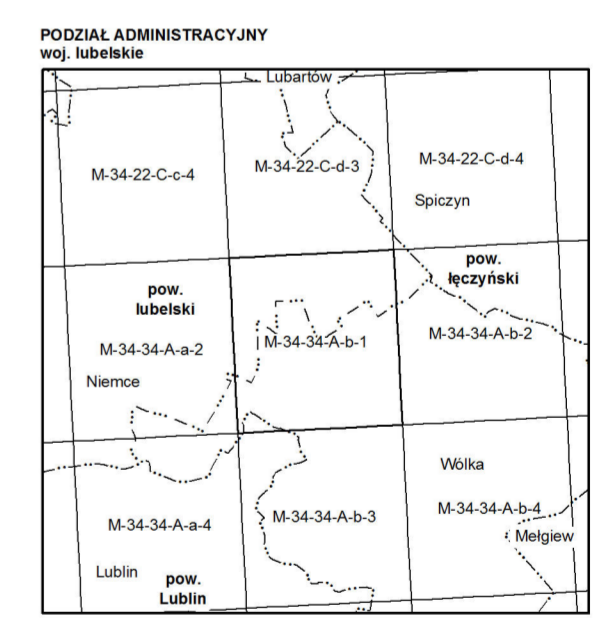 PODZIAŁ ADMINISTRACYJNY
woj. lubelskie
Lubartów
M-34-22-C-c-4
M-34-22-C-d-3
M-34-22-C-d-4
Spiczyn
pow.
łęczyński
pow.
lubelski
M-34-34-A-a-2
M-34-34-A-b-1
M-34-34-A-b-2
Niemce
Wólka
M-34-34-A-a-4
M-34-34-A-b-3
M-34-34-A-b-4
Mełgiew
Lublin
pow.
Lublin